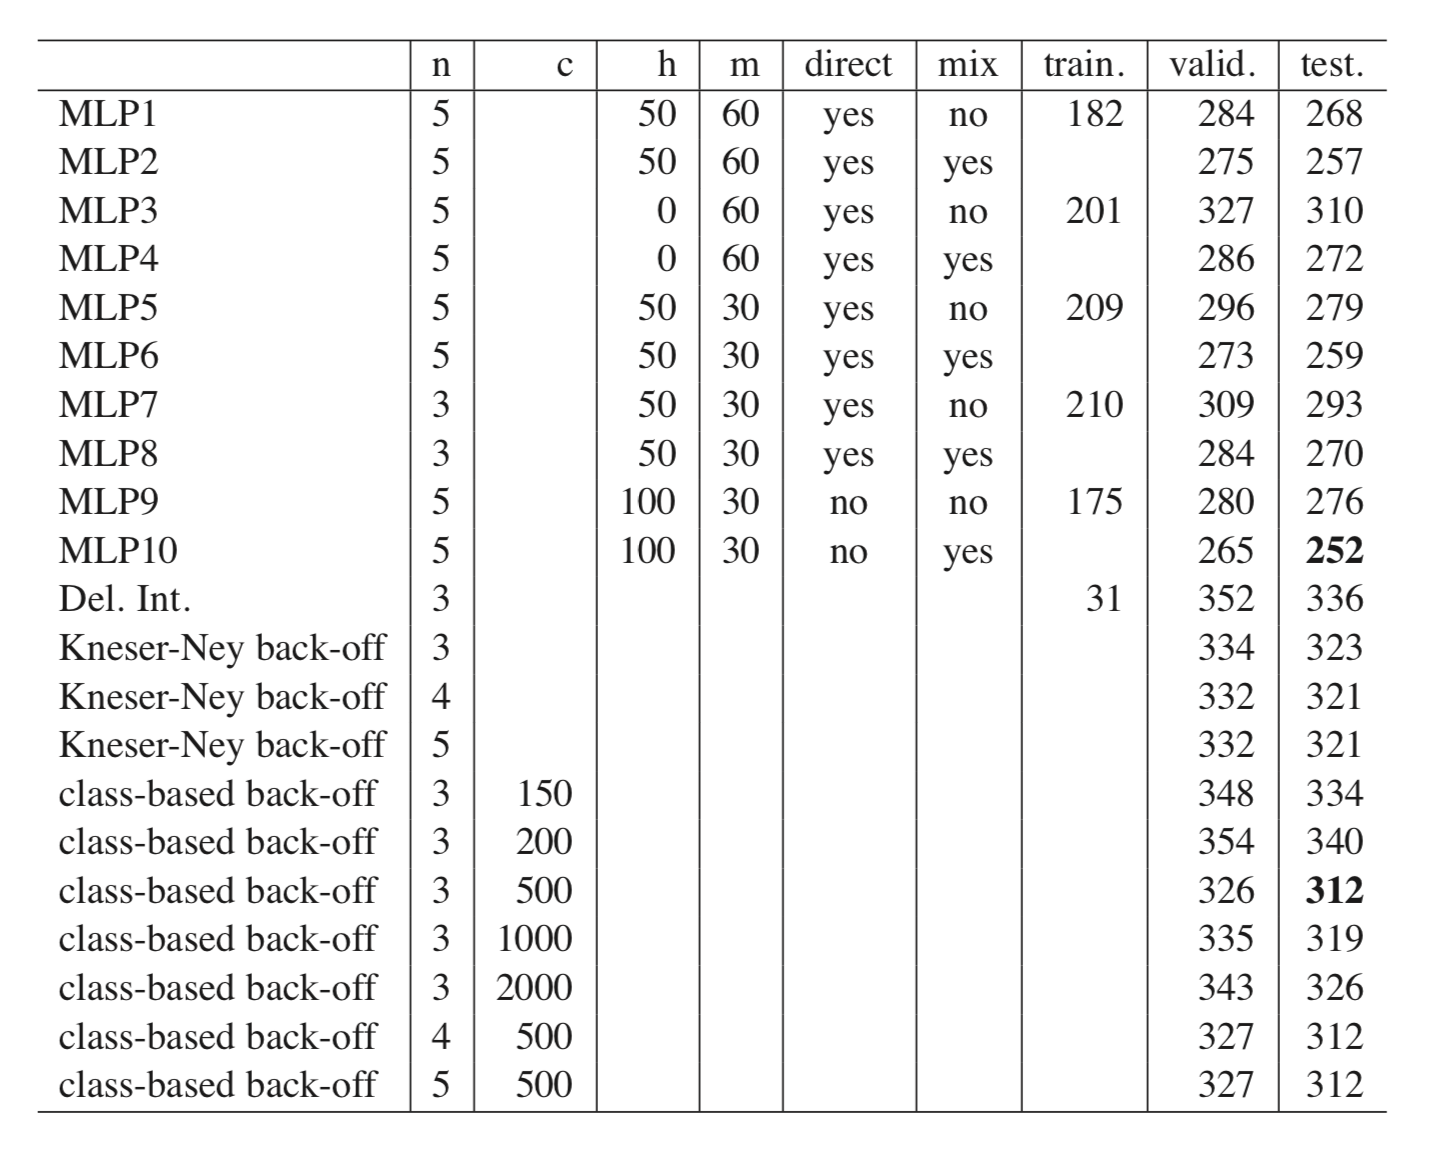 n c h m direct mix train. valid. test.
MLP1 5 50 60 yes no 182 284 268
MLP2 5 50 60 yes yes 275 257
MLP3 5 0 60 yes no 201 327 310
MLP4 5 0 60 yes yes 286 272
MLP5 5 50 30 yes no 209 296 279
MLP6 5 50 30 yes yes 273 259
MLP7 3 50 30 yes no 210 309 293
MLP8 3 50 30 yes yes 284 270
MLP9 5 100 30 no no 175 280 276
MLP10 5 100 30 no yes 265 252
Del. Int. 3 31 352 336
Kneser-Ney back-off 3 334 323
Kneser-Ney back-off 4 332 321
Kneser-Ney back-off 5 332 321
class-based back-off 3 150 348 334
class-based back-off 3 200 354 340
class-based back-off 3 500 326 312
class-based back-off 3 1000 335 319
class-based back-off 3 2000 343 326
class-based back-off 4 500 327 312
class-based back-off 5 500 327 312